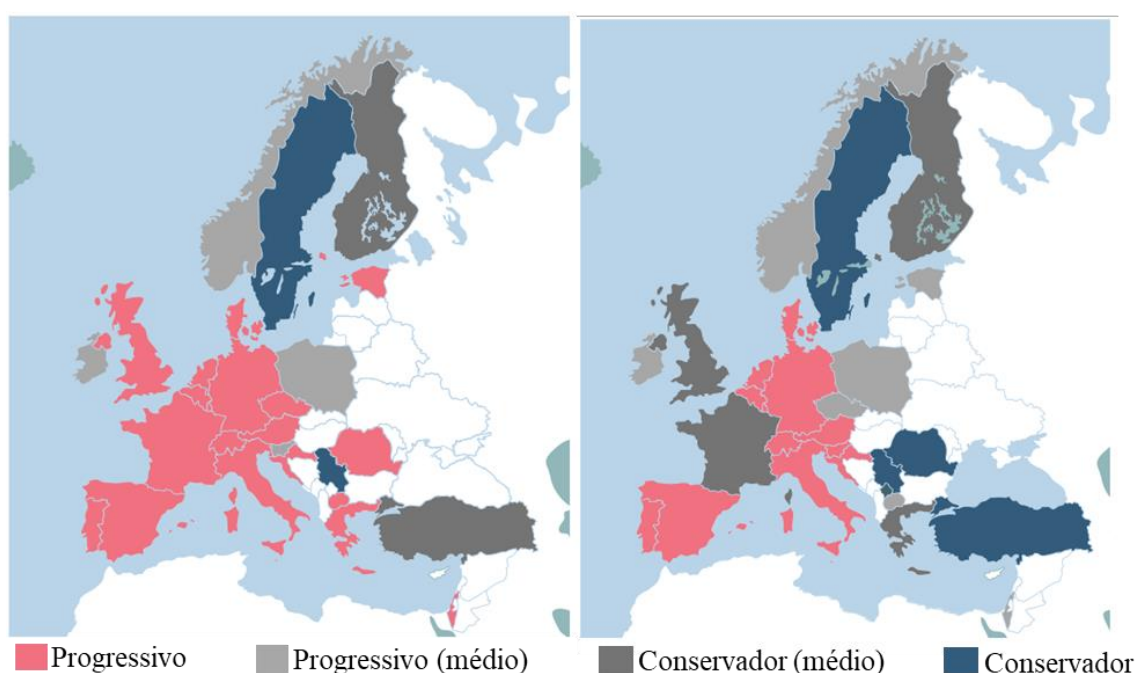 Progressivo
Progressivo (médio)
Conservador (médio)
Conservador